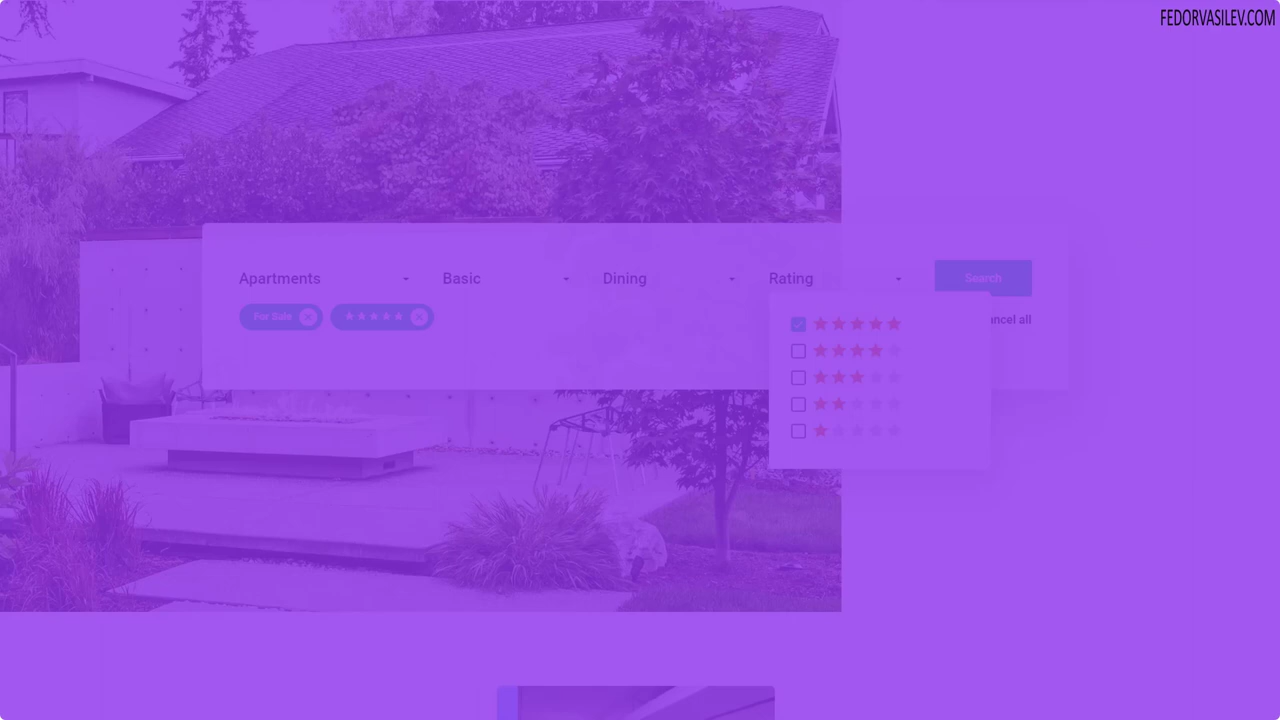 FEDORVASILEV.COM
Apartments Basic Dining Rating Search
For Sale ★★★★★
ncel all